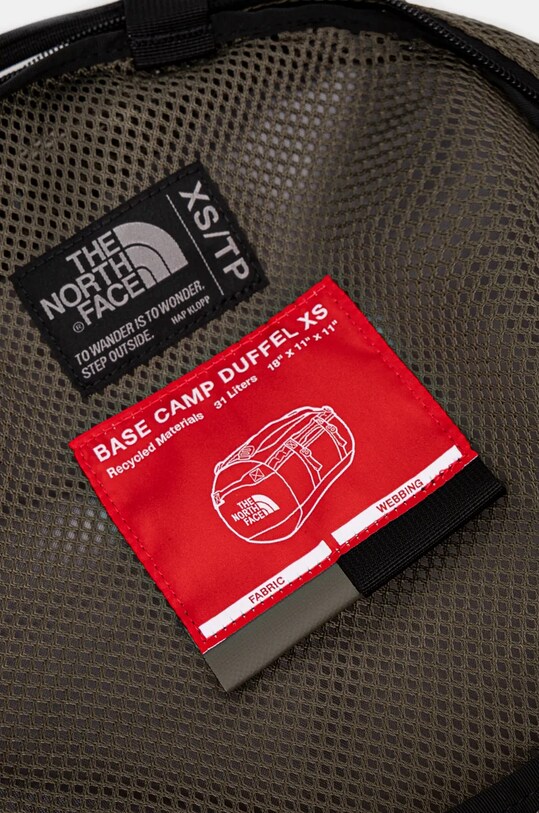 THE
NORTH
FACE®
XS/TP
TO WANDER IS TO WONDER.
STEP OUTSIDE. HAP KLOPP
BASE CAMP DUFFEL XS
Recycled Materials 31 Liters 18" X 11" X 11"
THE
NORTH
FACE
FABRIC
WEBBING